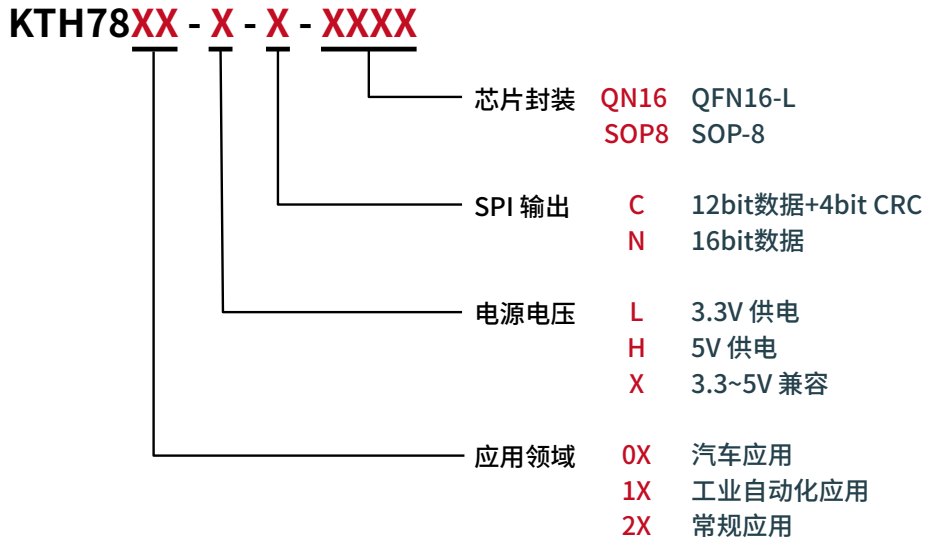 KTH78XX - X - X - XXXX
芯片封装 QN16 QFN16-L
SOP8 SOP-8
SPI 输出 C 12bit数据+4bit CRC
N 16bit数据
电源电压 L 3.3V 供电
H 5V 供电
X 3.3~5V 兼容
应用领域 0X 汽车应用
1X 工业自动化应用
2X 常规应用